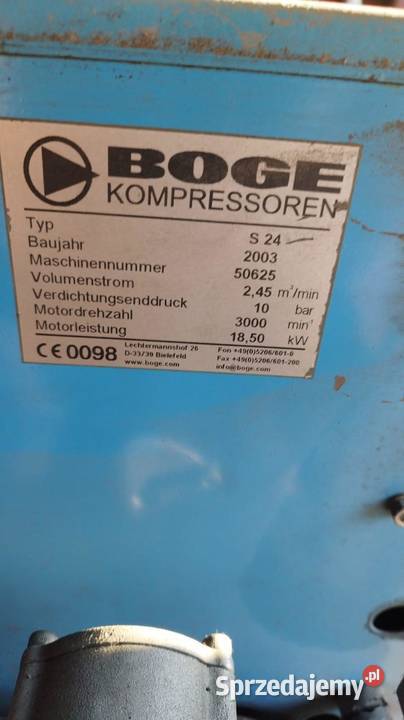 BOGE
KOMPRESSOREN
Typ S 24
Baujahr 2003
Maschinennummer 50625
Volumenstrom 2,45 m³/min
Verdichtungsenddruck 10 bar
Motordrehzahl 3000 min⁻¹
Motorleistung 18,50 kW
CE0098
Lechtermannshof 26 Fon +49(0)5206/601-0
D-33739 Bielefeld Fax +49(0)5206/601-200
www.boge.com info@boge.com
Sprzedajemy.pl